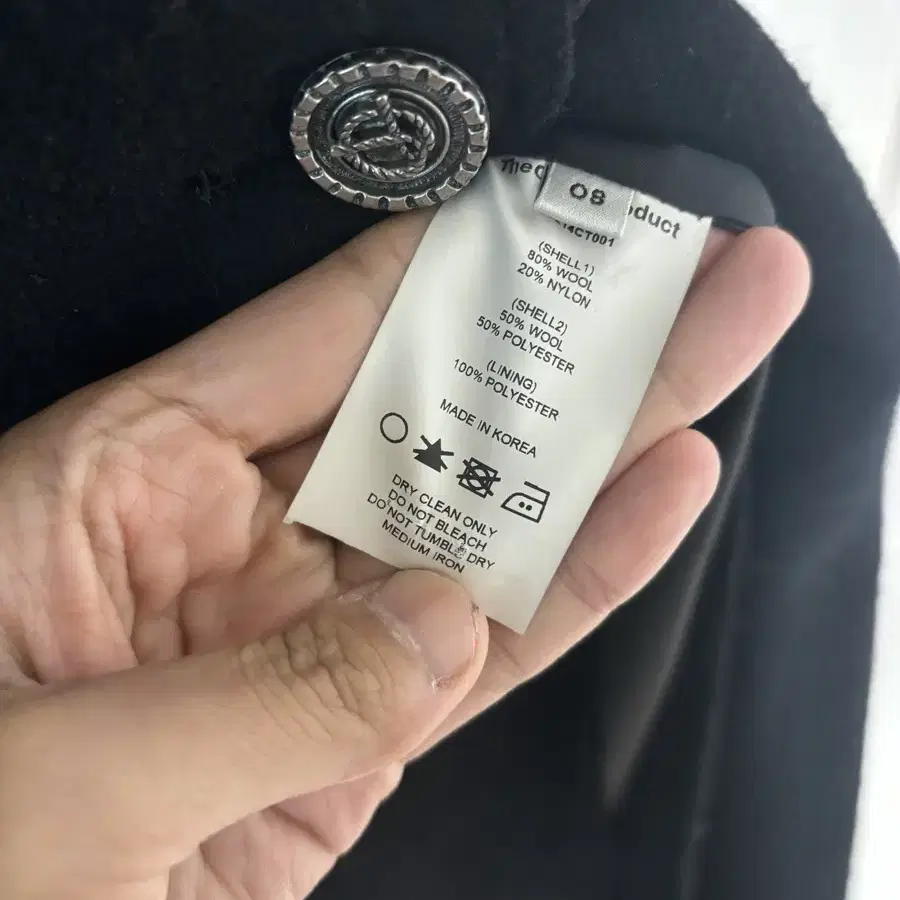 08
CT001
(SHELL1)
80% WOOL
20% NYLON
(SHELL2)
50% WOOL
50% POLYESTER
(LINING)
100% POLYESTER
MADE IN KOREA
DRY CLEAN ONLY
DO NOT BLEACH
DO NOT TUMBLE DRY
MEDIUM IRON